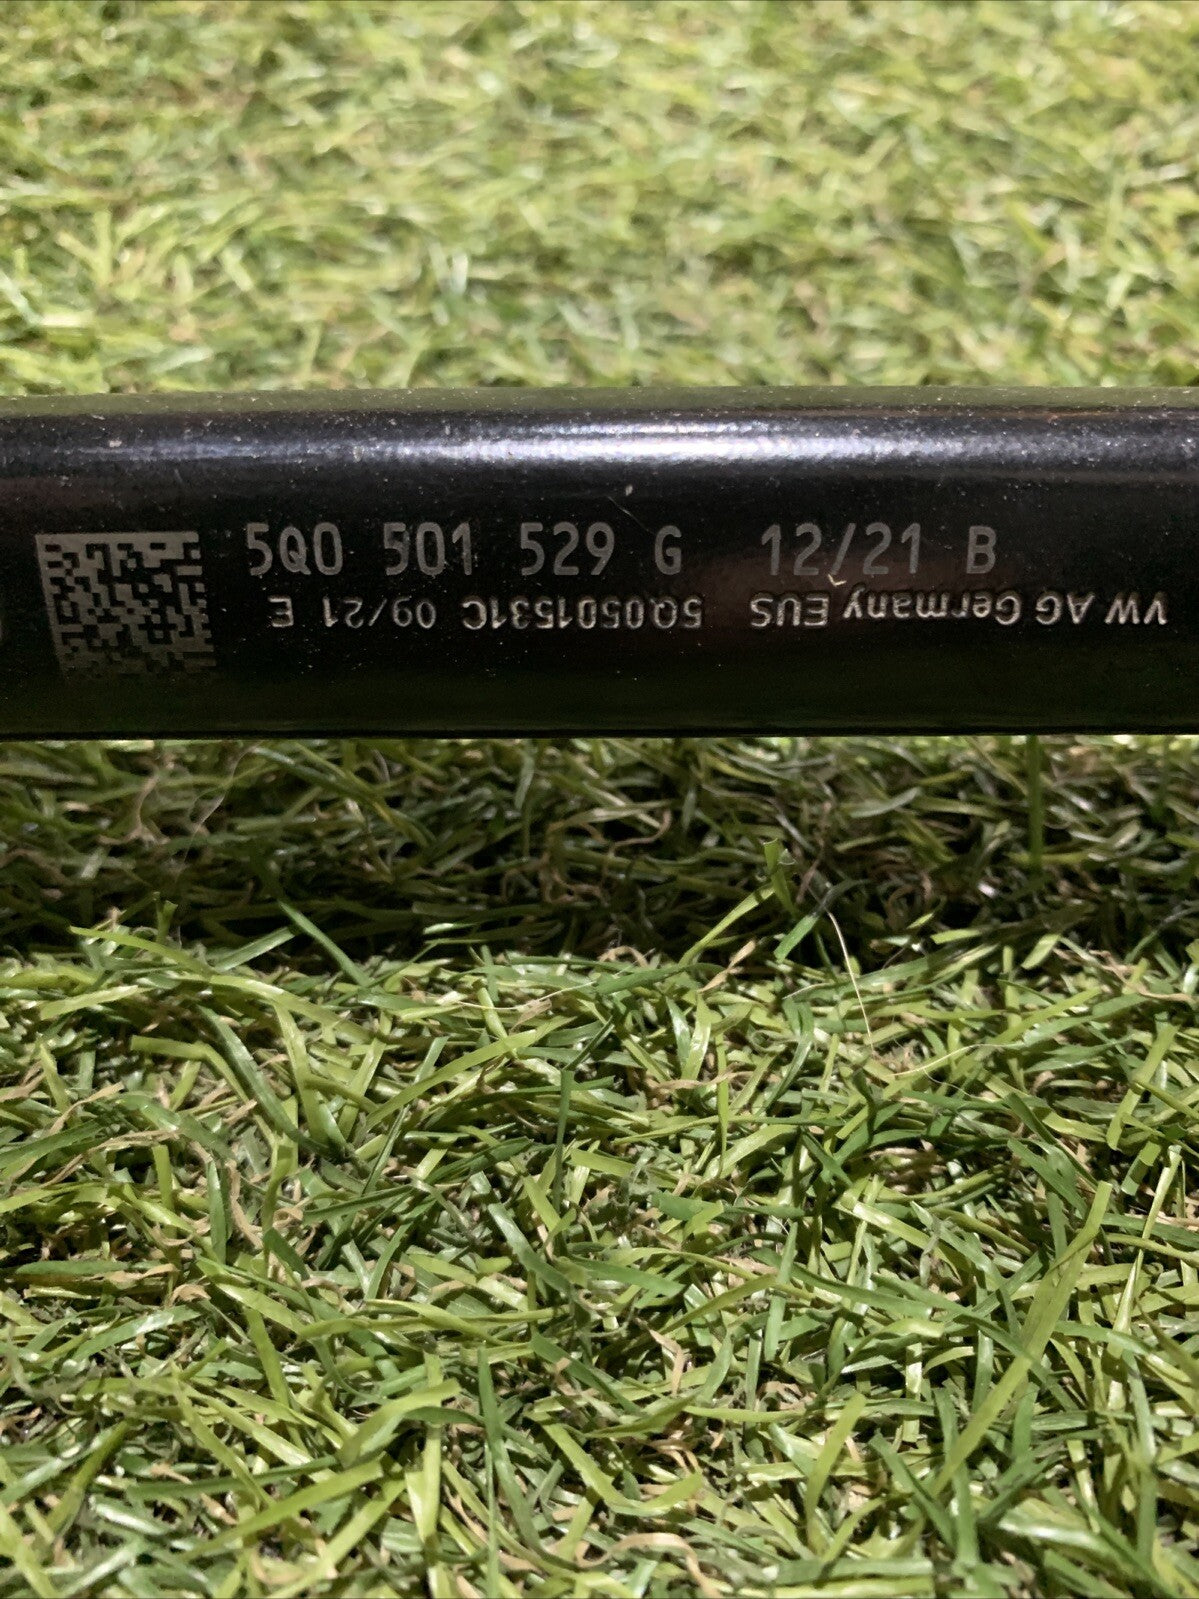 5Q0 501 529 G 12/21 B
VW AG Germany EUS 5Q0501531C 09/21 E